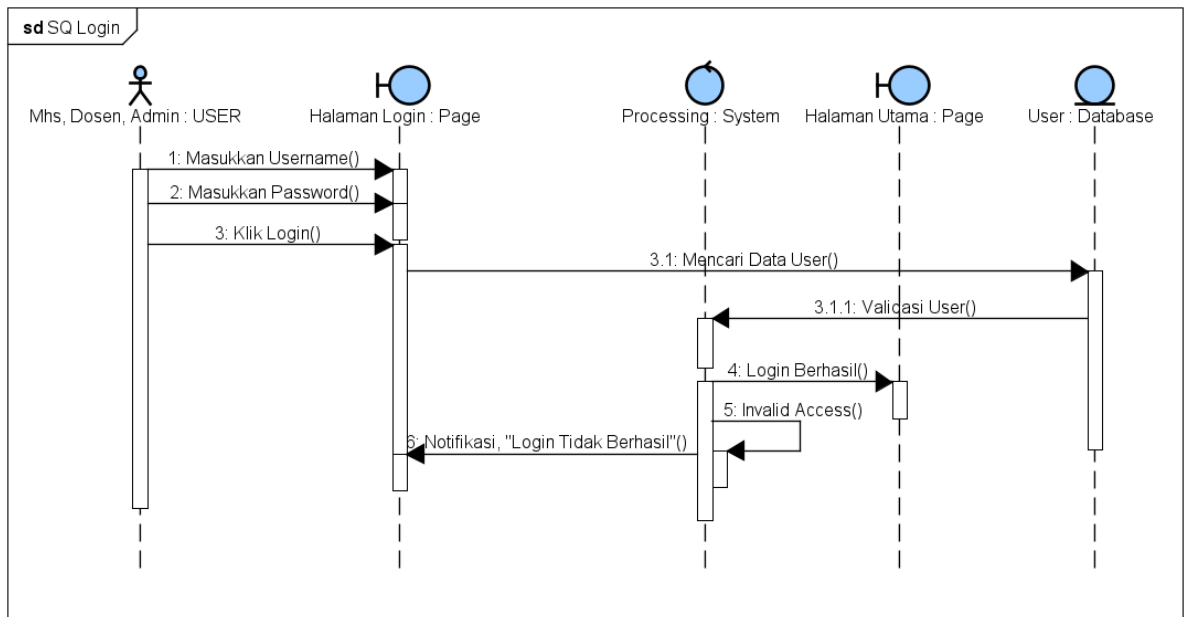 sd SQ Login
Mhs, Dosen, Admin : USER
Halaman Login : Page
Processing : System
Halaman Utama : Page
User : Database
1: Masukkan Username()
2: Masukkan Password()
3: Klik Login()
3.1: Mencari Data User()
3.1.1: Validasi User()
4: Login Berhasil()
5: Invalid Access()
6: Notifikasi, "Login Tidak Berhasil"()